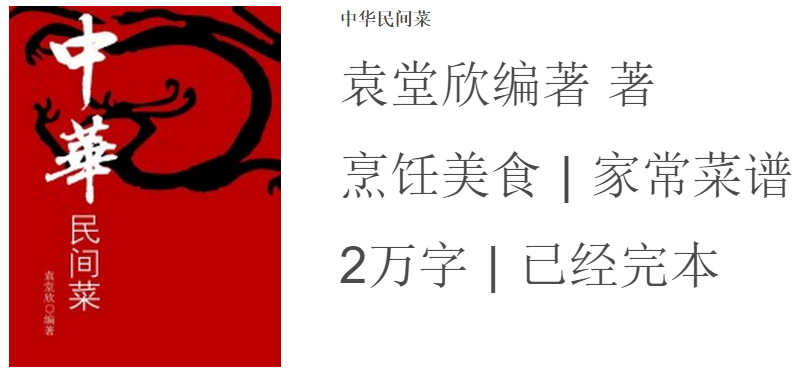 中華
民间菜
袁堂欣〇编著
中华民间菜
袁堂欣编著 著
烹饪美食 | 家常菜谱
2万字 | 已经完本